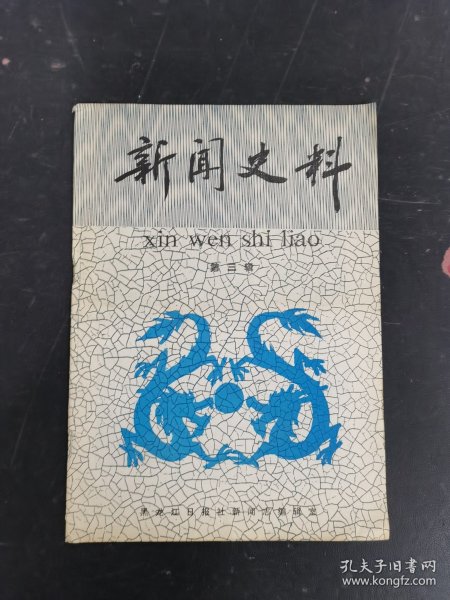 新闻史料
xin wen shi liao
第三辑
黑龙江日报社新闻志编辑室
孔夫子旧书网
www.kongfz.com